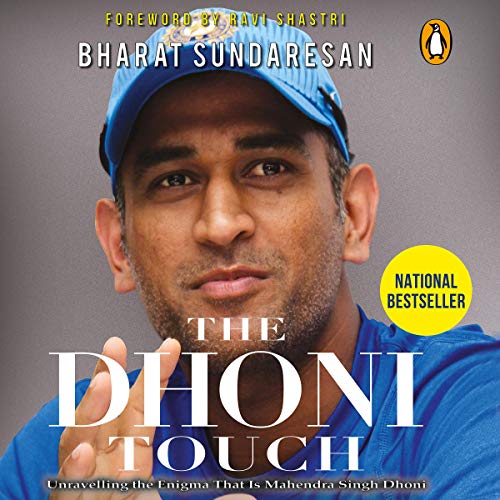 FOREWORD BY RAVI SHASTRI
BHARAT SUNDARESAN
NATIONAL
BESTSELLER
THE
DHONI
TOUCH
Unravelling the Enigma That Is Mahendra Singh Dhoni